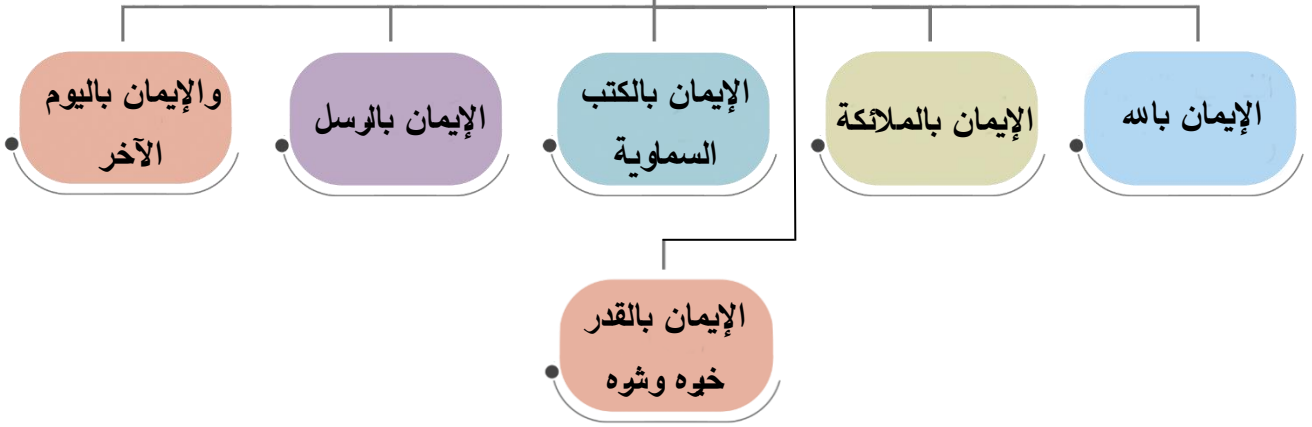 الإيمان بالله
الإيمان بالملائكة
الإيمان بالكتب
السماوية
الإيمان بالرسل
والإيمان باليوم
الآخر
الإيمان بالقدر
خيره وشره